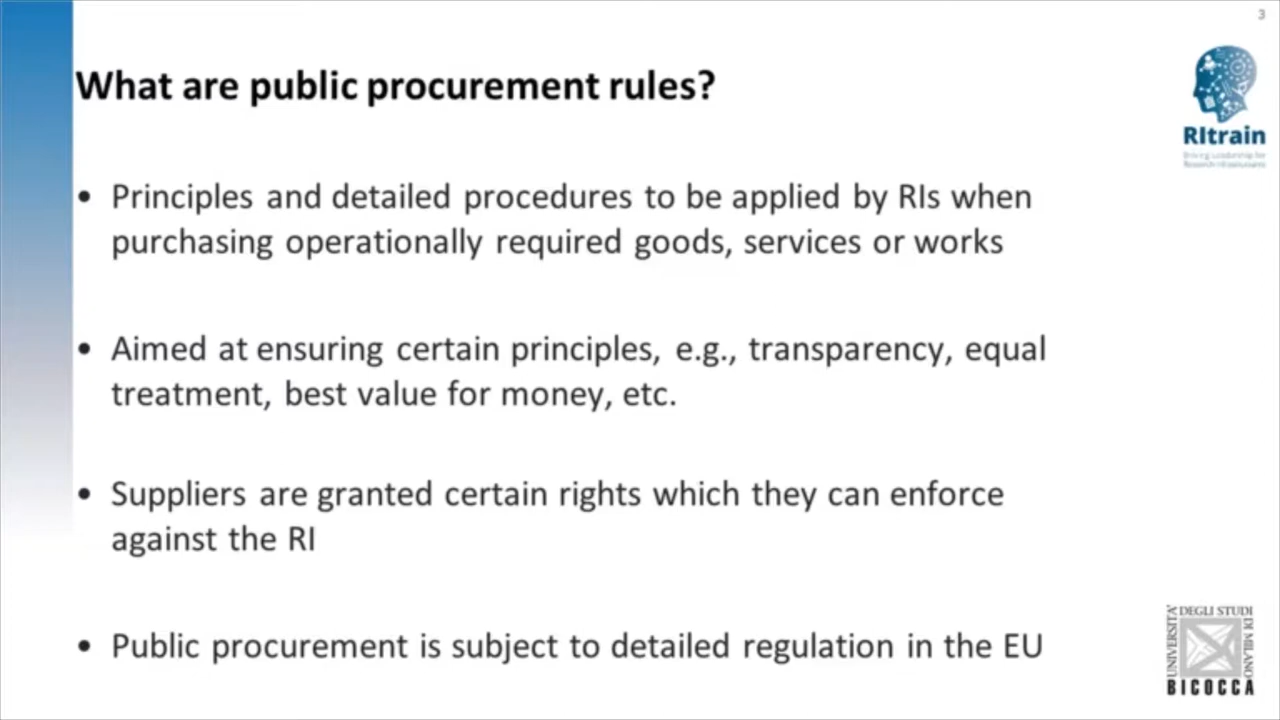 3
What are public procurement rules?
RItrain
• Principles and detailed procedures to be applied by RIs when
purchasing operationally required goods, services or works
• Aimed at ensuring certain principles, e.g., transparency, equal
treatment, best value for money, etc.
• Suppliers are granted certain rights which they can enforce
against the RI
• Public procurement is subject to detailed regulation in the EU
UNIVERSITÀ
DEGLI STUDI
DI MILANO
BICOCCA